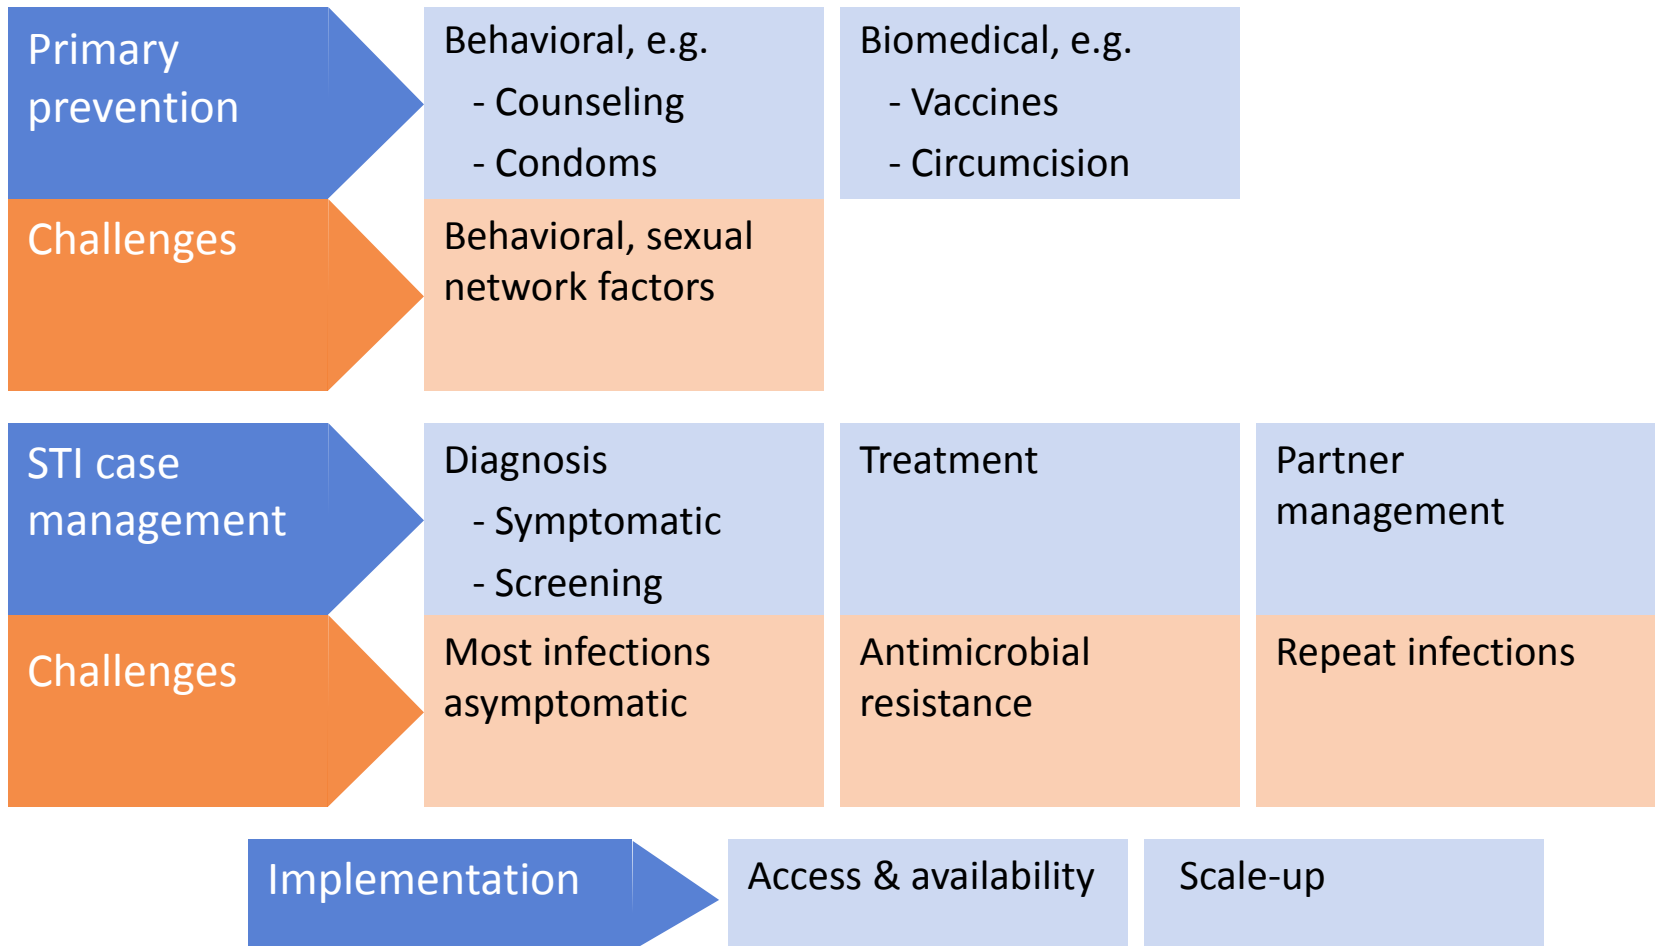 Primary
prevention
Behavioral, e.g.
- Counseling
- Condoms
Biomedical, e.g.
- Vaccines
- Circumcision
Challenges
Behavioral, sexual
network factors
STI case
management
Diagnosis
- Symptomatic
- Screening
Treatment
Partner
management
Challenges
Most infections
asymptomatic
Antimicrobial
resistance
Repeat infections
Implementation
Access & availability
Scale-up